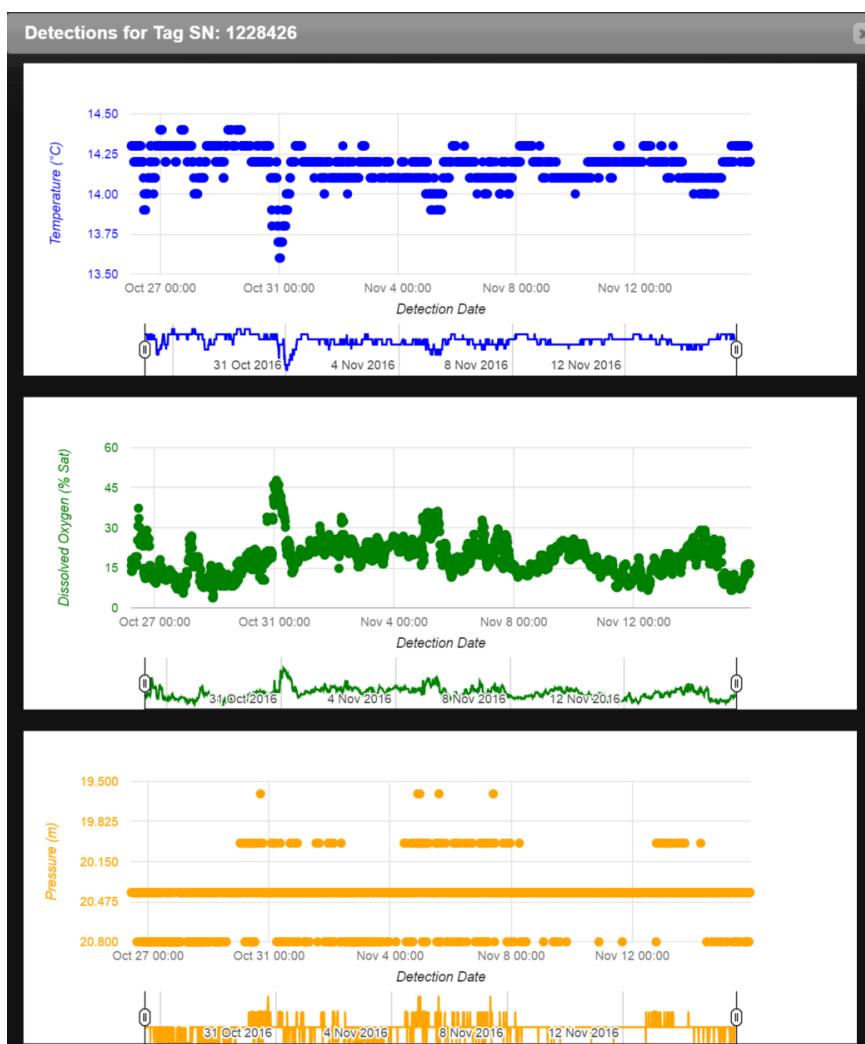 Detections for Tag SN: 1228426
Temperature (°C)
14.50
14.25
14.00
13.75
13.50
Oct 27 00:00 Oct 31 00:00 Nov 4 00:00 Nov 8 00:00 Nov 12 00:00
Detection Date
31 Oct 2016 4 Nov 2016 8 Nov 2016 12 Nov 2016
Dissolved Oxygen (% Sat)
60
45
30
15
0
Oct 27 00:00 Oct 31 00:00 Nov 4 00:00 Nov 8 00:00 Nov 12 00:00
Detection Date
31 Oct 2016 4 Nov 2016 8 Nov 2016 12 Nov 2016
Pressure (m)
19.500
19.825
20.150
20.475
20.800
Oct 27 00:00 Oct 31 00:00 Nov 4 00:00 Nov 8 00:00 Nov 12 00:00
Detection Date
31 Oct 2016 4 Nov 2016 8 Nov 2016 12 Nov 2016